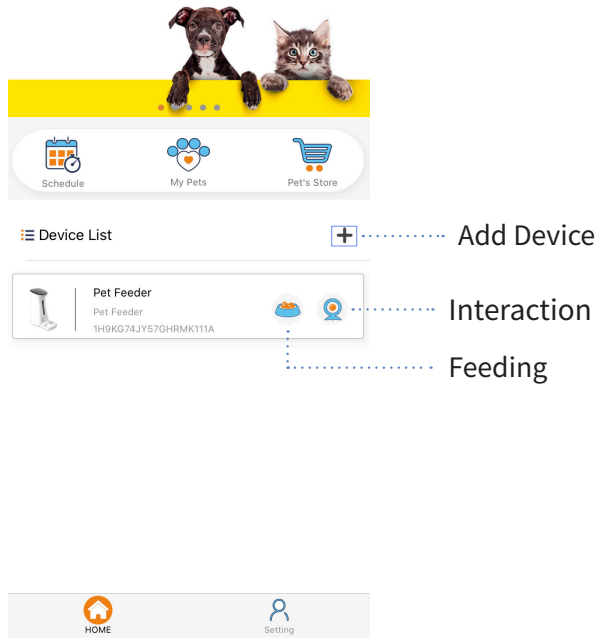 Schedule
My Pets
Pet's Store
Device List
Add Device
Pet Feeder
Pet Feeder
1H9KG74JY57GHRMK111A
Interaction
Feeding
HOME
Setting